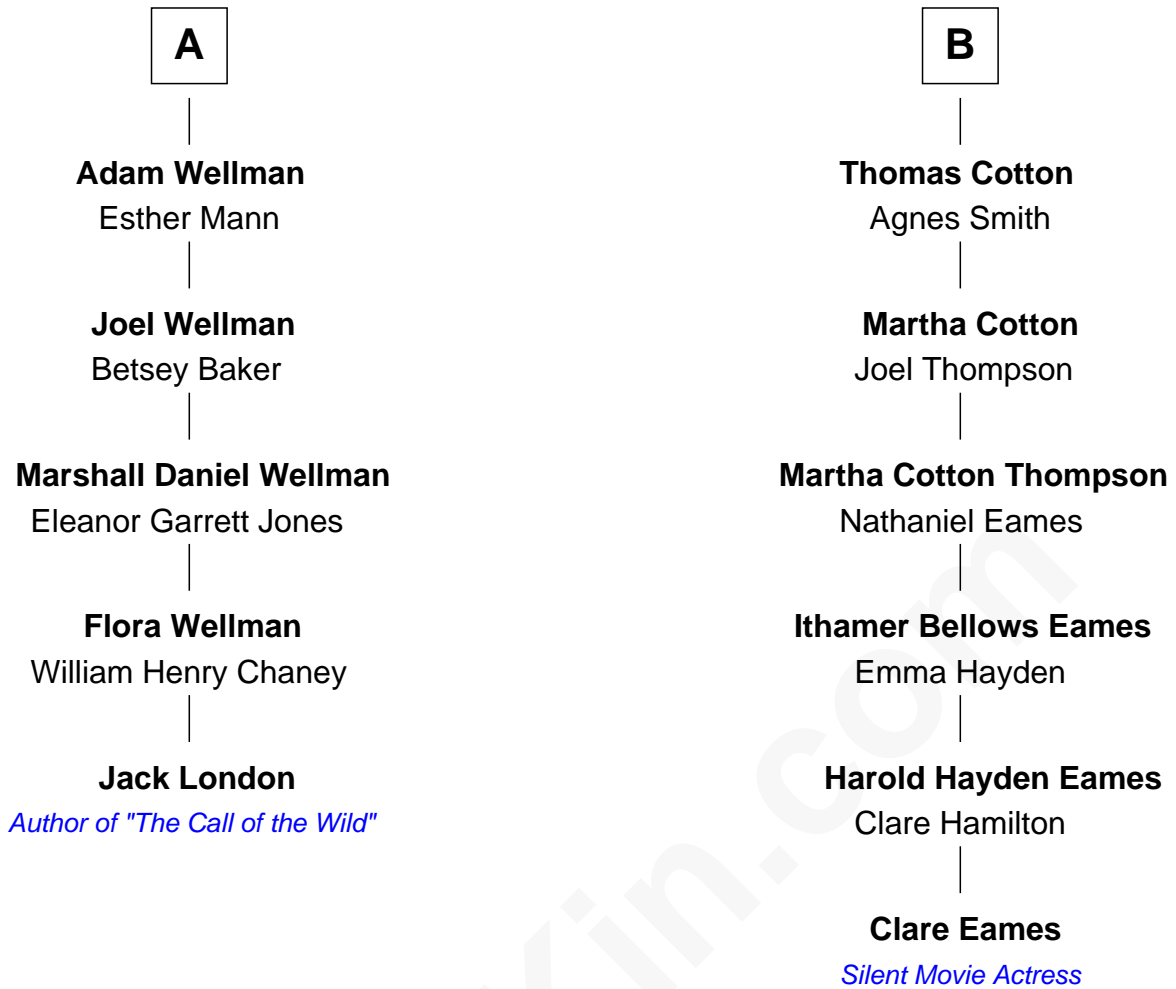 A
Adam Wellman
Esther Mann
Joel Wellman
Betsey Baker
Marshall Daniel Wellman
Eleanor Garrett Jones
Flora Wellman
William Henry Chaney
Jack London
Author of "The Call of the Wild"
B
Thomas Cotton
Agnes Smith
Martha Cotton
Joel Thompson
Martha Cotton Thompson
Nathaniel Eames
Ithamer Bellows Eames
Emma Hayden
Harold Hayden Eames
Clare Hamilton
Clare Eames
Silent Movie Actress